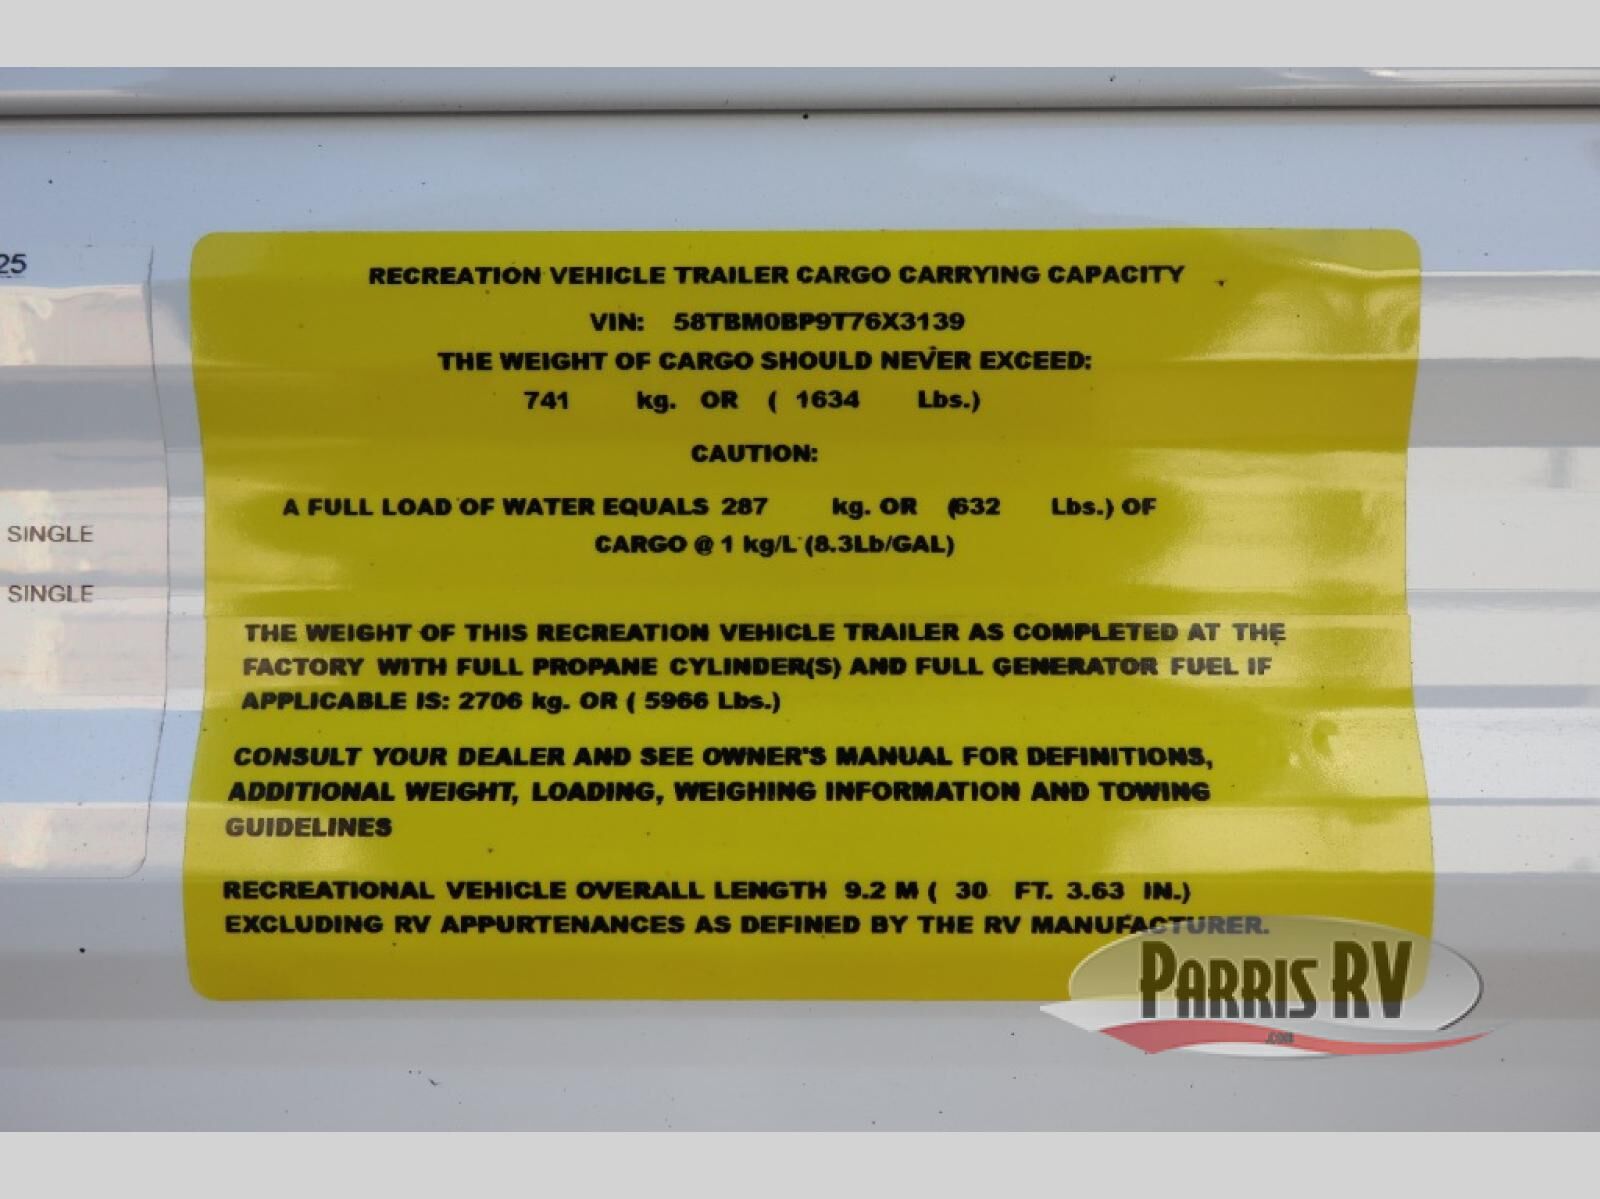 25
SINGLE
SINGLE
RECREATION VEHICLE TRAILER CARGO CARRYING CAPACITY
VIN: 58TBM0BP9T76X3139
THE WEIGHT OF CARGO SHOULD NEVER EXCEED:
741 kg. OR ( 1634 Lbs.)
CAUTION:
A FULL LOAD OF WATER EQUALS 287 kg. OR (632 Lbs.) OF
CARGO @ 1 kg/L (8.3Lb/GAL)
THE WEIGHT OF THIS RECREATION VEHICLE TRAILER AS COMPLETED AT THE
FACTORY WITH FULL PROPANE CYLINDER(S) AND FULL GENERATOR FUEL IF
APPLICABLE IS: 2706 kg. OR ( 5966 Lbs.)
CONSULT YOUR DEALER AND SEE OWNER'S MANUAL FOR DEFINITIONS,
ADDITIONAL WEIGHT, LOADING, WEIGHING INFORMATION AND TOWING
GUIDELINES
RECREATIONAL VEHICLE OVERALL LENGTH 9.2 M ( 30 FT. 3.63 IN.)
EXCLUDING RV APPURTENANCES AS DEFINED BY THE RV MANUFACTURER.
PARRIS RV
.COM